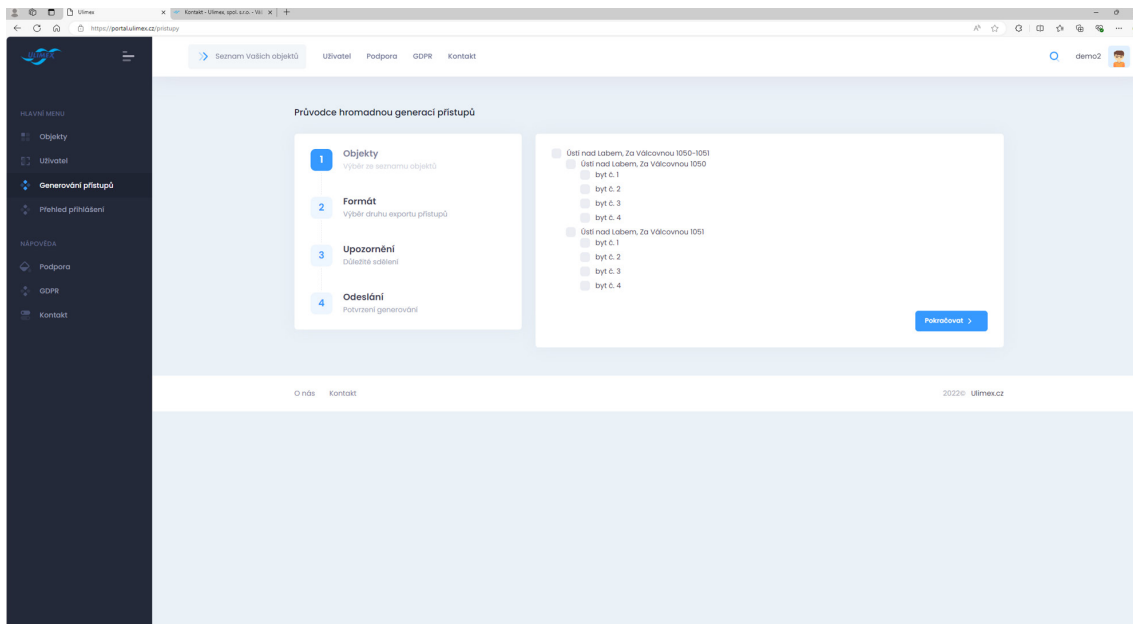 Ulimex
Kontakt - Ulimex, spol. s r.o. - Vší
https://portal.ulimex.cz/pristupy
ULIMEX
Seznam Vašich objektů
Uživatel
Podpora
GDPR
Kontakt
demo2
HLAVNÍ MENU
Objekty
Uživatel
Generování přístupů
Přehled přihlášení
NÁPOVĚDA
Podpora
GDPR
Kontakt
Průvodce hromadnou generací přístupů
1
Objekty
Výběr ze seznamu objektů
2
Formát
Výběr druhu exportu přístupů
3
Upozornění
Důležité sdělení
4
Odeslání
Potvrzení generování
Ústí nad Labem, Za Válcovnou 1050-1051
Ústí nad Labem, Za Válcovnou 1050
byt č. 1
byt č. 2
byt č. 3
byt č. 4
Ústí nad Labem, Za Válcovnou 1051
byt č. 1
byt č. 2
byt č. 3
byt č. 4
Pokračovat
O nás
Kontakt
2022© Ulimex.cz